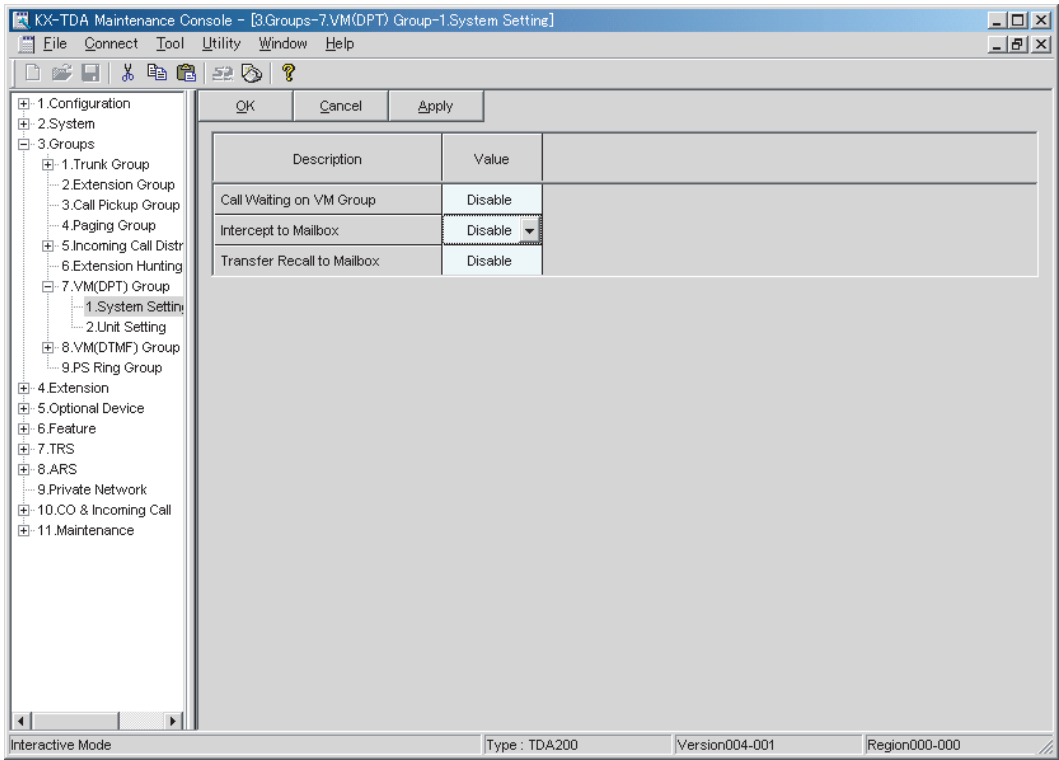 KX-TDA Maintenance Console - [3.Groups-7.VM(DPT) Group-1.System Setting]
File Connect Tool Utility Window Help
OK Cancel Apply
1.Configuration
2.System
3.Groups
1.Trunk Group
2.Extension Group
3.Call Pickup Group
4.Paging Group
5.Incoming Call Distr
6.Extension Hunting
7.VM(DPT) Group
1.System Setting
2.Unit Setting
8.VM(DTMF) Group
9.PS Ring Group
4.Extension
5.Optional Device
6.Feature
7.TRS
8.ARS
9.Private Network
10.CO & Incoming Call
11.Maintenance
Description Value
Call Waiting on VM Group Disable
Intercept to Mailbox Disable
Transfer Recall to Mailbox Disable
Interactive Mode Type : TDA200 Version004-001 Region000-000